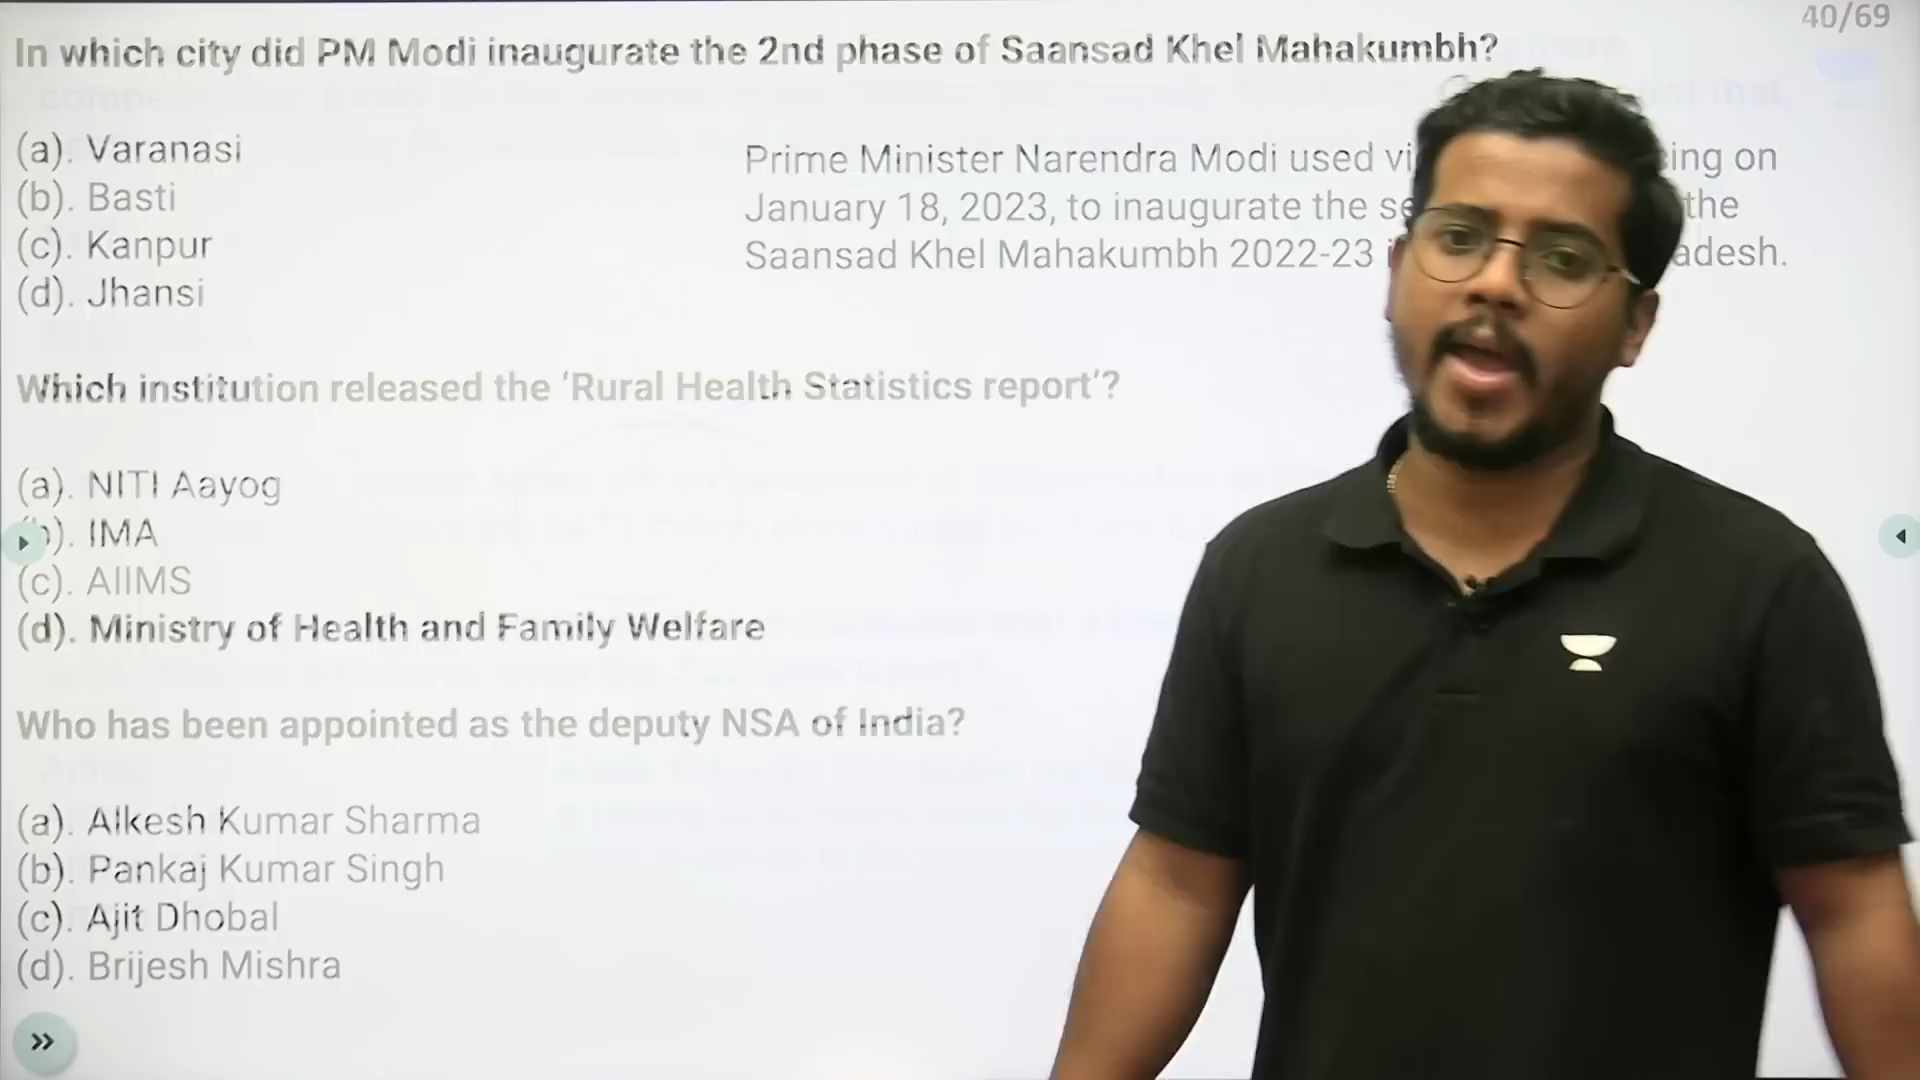 40/69
In which city did PM Modi inaugurate the 2nd phase of Saansad Khel Mahakumbh?
(a). Varanasi
(b). Basti
(c). Kanpur
(d). Jhansi
Prime Minister Narendra Modi used on
January 18, 2023, to inaugurate the the
Saansad Khel Mahakumbh 2022-23
Which institution released the ‘Rural Health Statistics report’?
(a). NITI Aayog
). IMA
(c). AIIMS
(d). Ministry of Health and Family Welfare
Who has been appointed as the deputy NSA of India?
(a). Alkesh Kumar Sharma
(b). Pankaj Kumar Singh
(c). Ajit Dhobal
(d). Brijesh Mishra